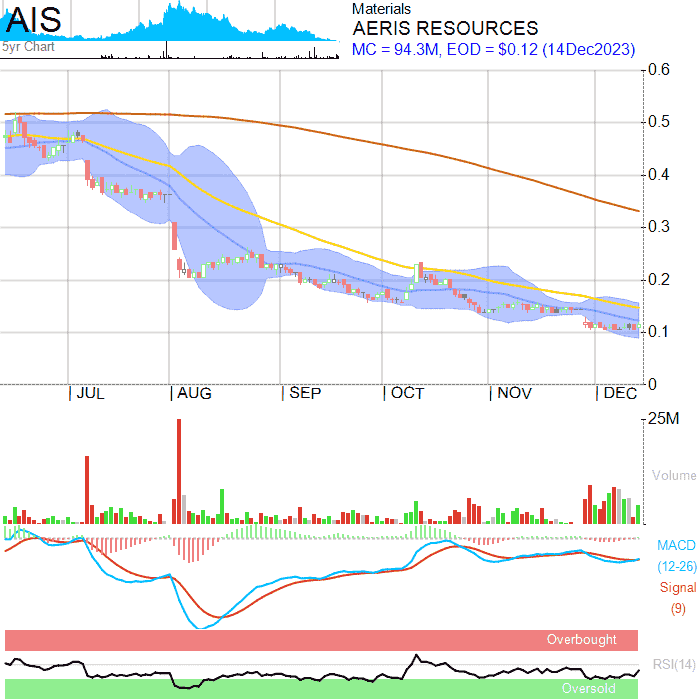 AIS
5yr Chart
Materials
AERIS RESOURCES
MC = 94.3M, EOD = $0.12 (14Dec2023)
0.6
0.5
0.4
0.3
0.2
0.1
0
JUL
AUG
SEP
OCT
NOV
DEC
25M
Volume
MACD
(12-26)
Signal
(9)
Overbought
RSI(14)
Oversold